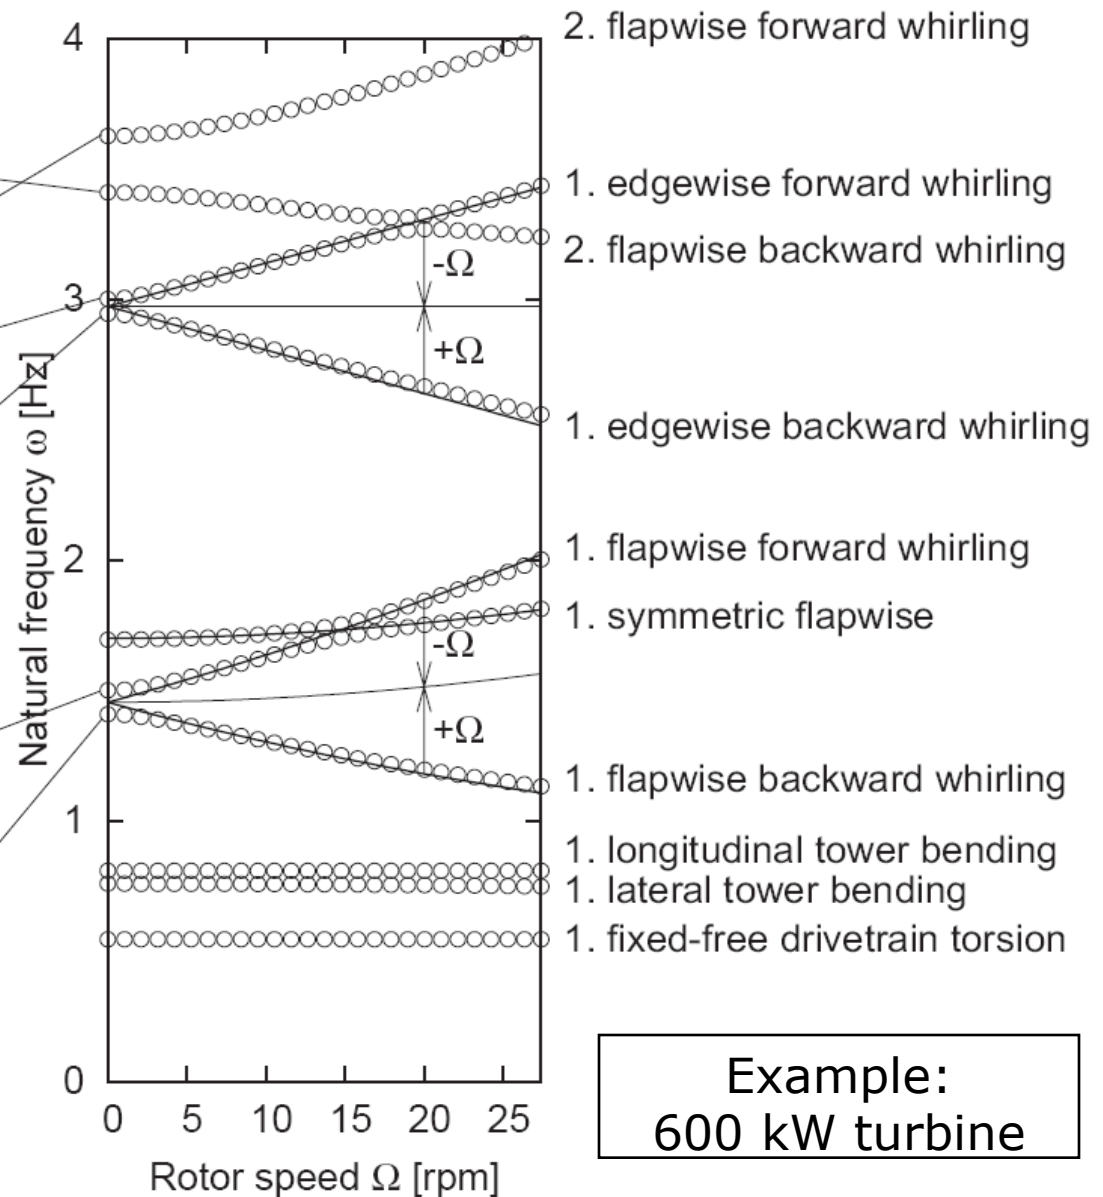 4
2. flapwise forward whirling
1. edgewise forward whirling
2. flapwise backward whirling
-Ω
3
+Ω
1. edgewise backward whirling
Natural frequency ω [Hz]
2
1. flapwise forward whirling
1. symmetric flapwise
-Ω
+Ω
1. flapwise backward whirling
1
1. longitudinal tower bending
1. lateral tower bending
1. fixed-free drivetrain torsion
0
0 5 10 15 20 25
Rotor speed Ω [rpm]
Example:
600 kW turbine